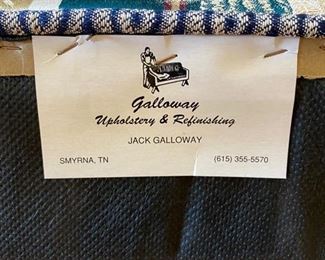 Galloway
Upholstery & Refinishing
JACK GALLOWAY
SMYRNA, TN (615) 355-5570